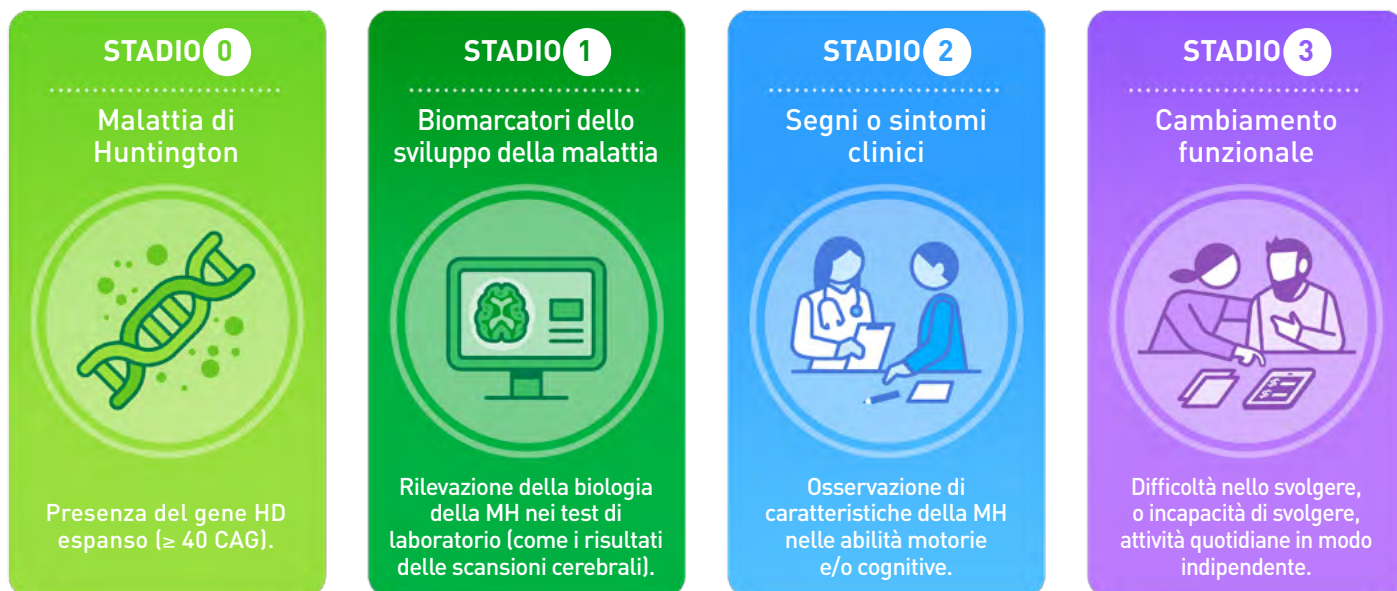 STADIO 0
Malattia di
Huntington
Presenza del gene HD
espanso (≥ 40 CAG).
STADIO 1
Biomarcatori dello
sviluppo della malattia
Rilevazione della biologia
della MH nei test di
laboratorio (come i risultati
delle scansioni cerebrali).
STADIO 2
Segni o sintomi
clinici
Osservazione di
caratteristiche della MH
nelle abilità motorie
e/o cognitive.
STADIO 3
Cambiamento
funzionale
$
$
Difficoltà nello svolgere,
o incapacità di svolgere,
attività quotidiane in modo
indipendente.